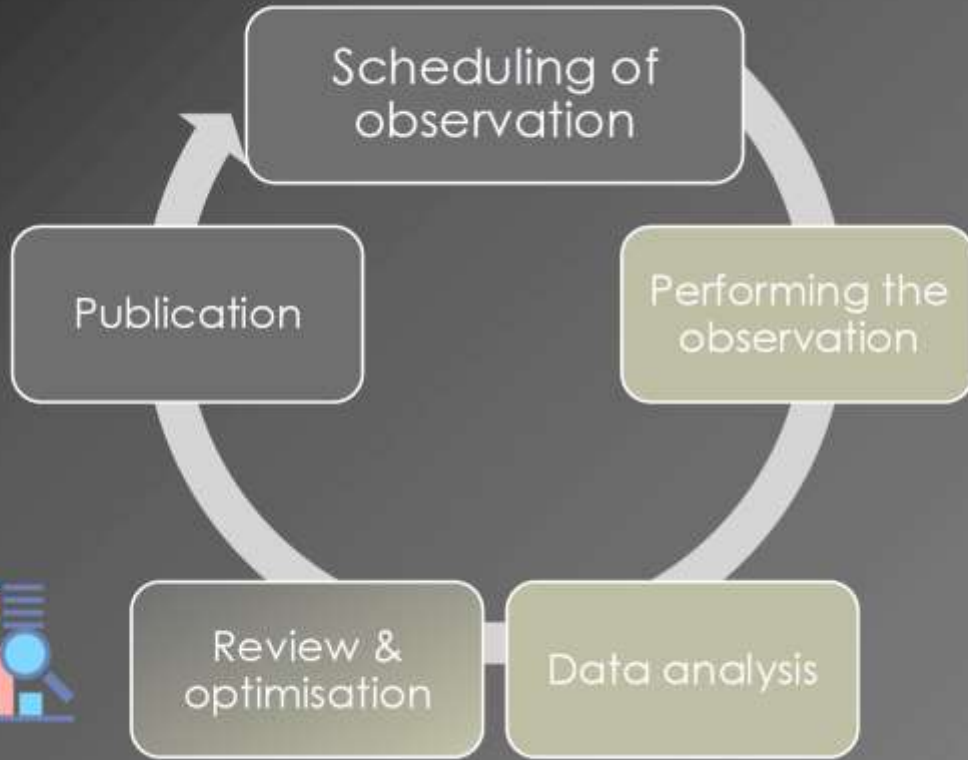 Scheduling of
observation
Publication
Performing the
observation
Review &
optimisation
Data analysis